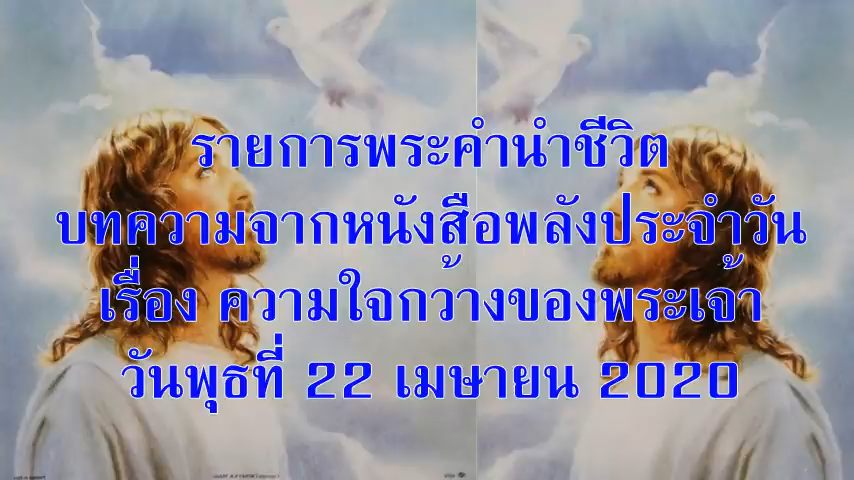 รายการพระคำนำชีวิต
บทความจากหนังสือพลังประจำวัน
เรื่อง ความใจกว้างของพระเจ้า
วันพุธที่ 22 เมษายน 2020